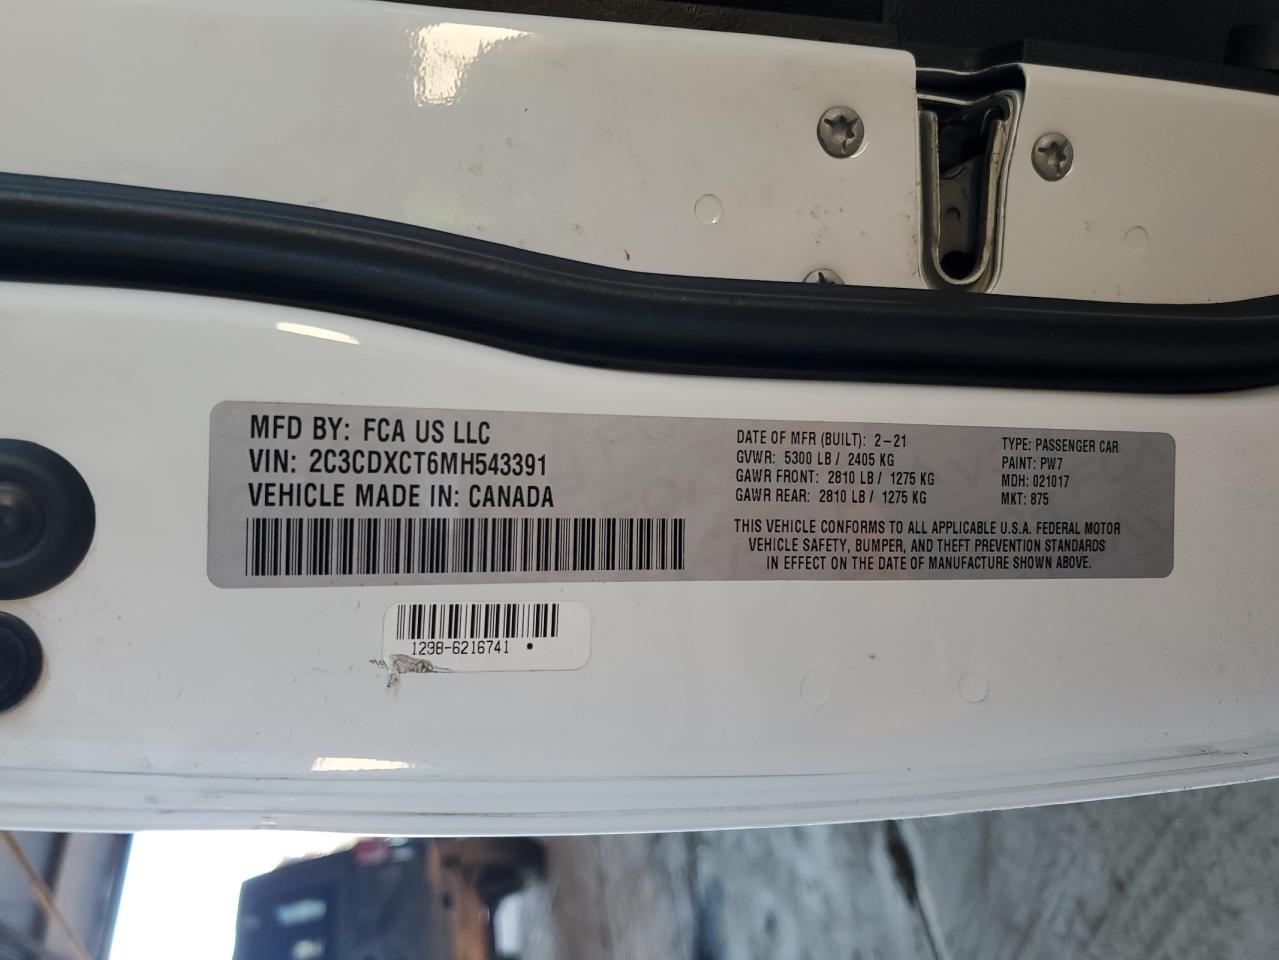 MFD BY: FCA US LLC
VIN: 2C3CDXCT6MH543391
VEHICLE MADE IN: CANADA
DATE OF MFR (BUILT): 2-21
GVWR: 5300 LB / 2405 KG
GAWR FRONT: 2810 LB / 1275 KG
GAWR REAR: 2810 LB / 1275 KG
TYPE: PASSENGER CAR
PAINT: PW7
MDH: 021017
MKT: 875
THIS VEHICLE CONFORMS TO ALL APPLICABLE U.S.A. FEDERAL MOTOR
VEHICLE SAFETY, BUMPER, AND THEFT PREVENTION STANDARDS
IN EFFECT ON THE DATE OF MANUFACTURE SHOWN ABOVE.
1298-6216741